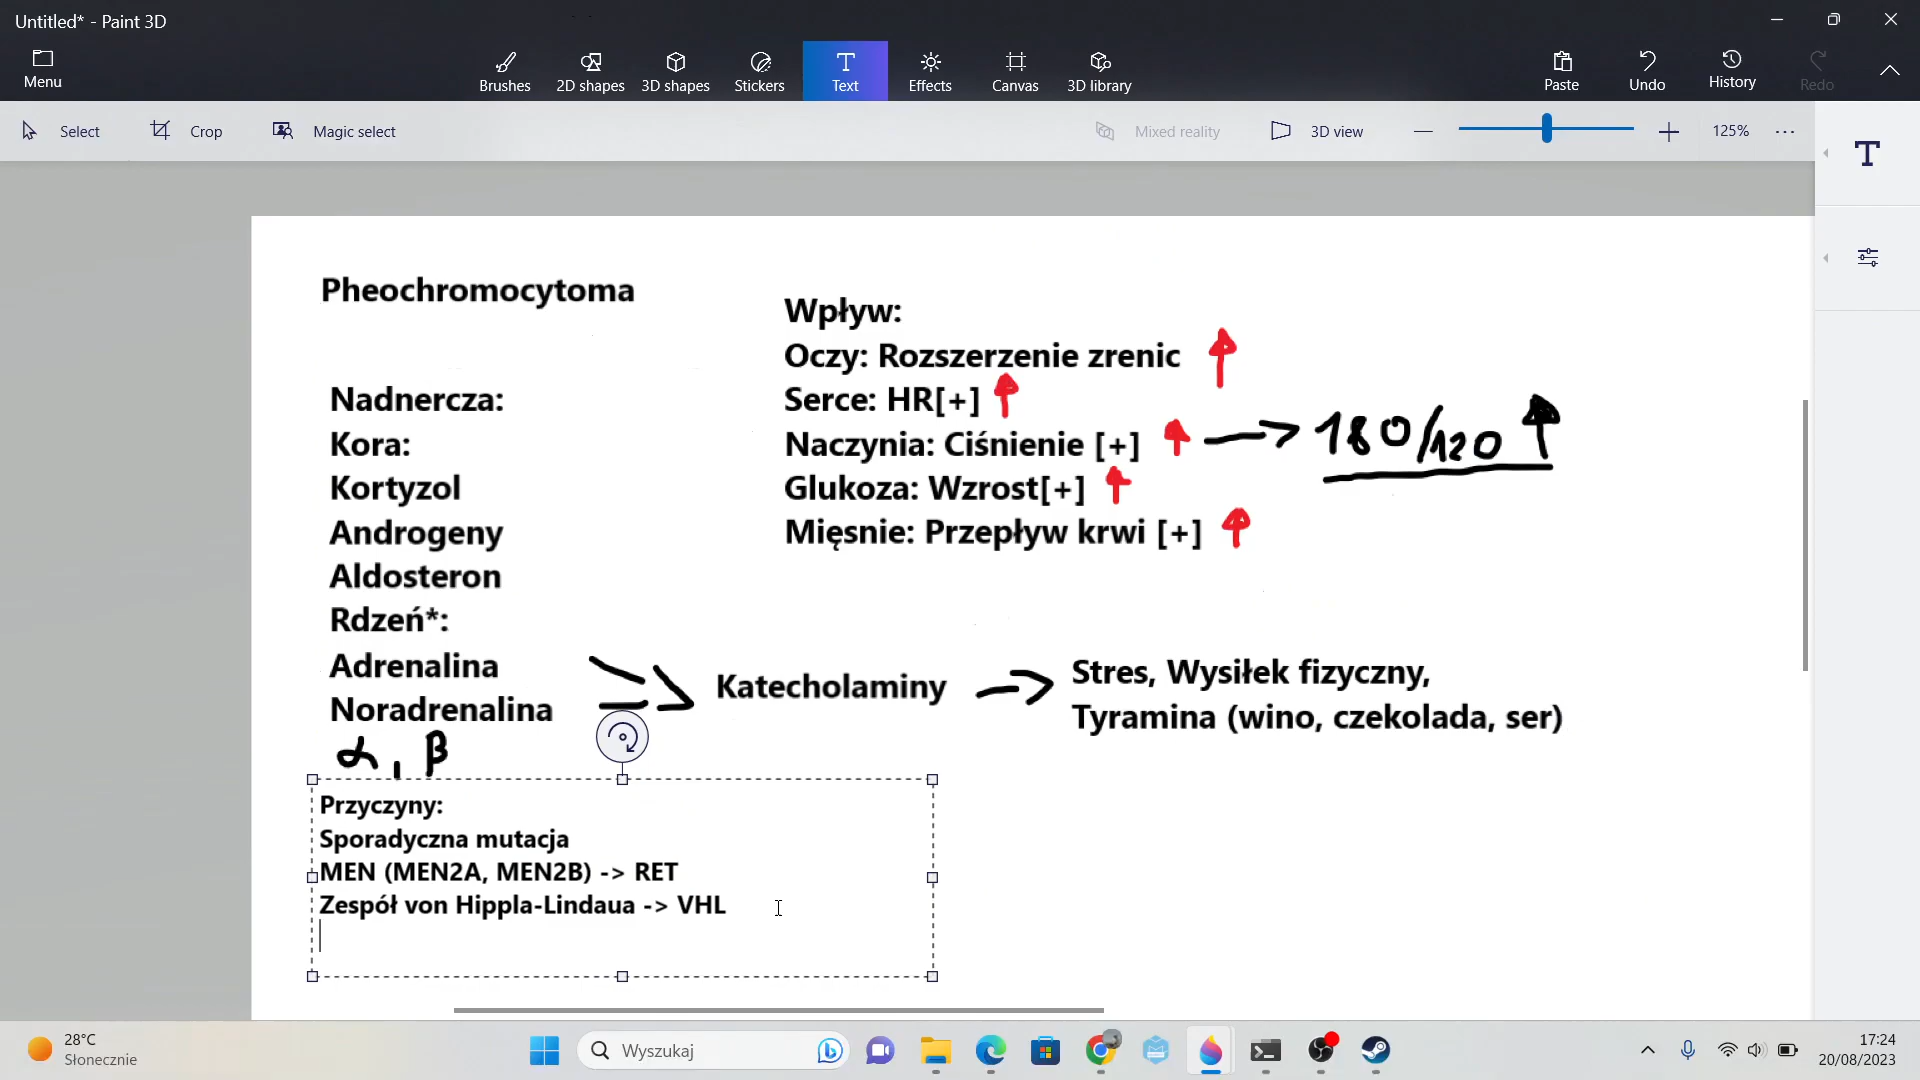 Untitled* - Paint 3D
Menu
Brushes
2D shapes
3D shapes
Stickers
Text
Effects
Canvas
3D library
Paste
Undo
History
Redo
Select
Crop
Magic select
Mixed reality
3D view
125%
Pheochromocytoma
Nadnercza:
Kora:
Kortyzol
Androgeny
Aldosteron
Rdzeń*:
Adrenalina
Noradrenalina
α, β
Wpływ:
Oczy: Rozszerzenie zrenic
Serce: HR[+]
Naczynia: Ciśnienie [+]
180/120
Glukoza: Wzrost[+]
Mięsnie: Przepływ krwi [+]
Katecholaminy
Stres, Wysiłek fizyczny,
Tyramina (wino, czekolada, ser)
Przyczyny:
Sporadyczna mutacja
MEN (MEN2A, MEN2B) -> RET
Zespół von Hippla-Lindaua -> VHL
28°C
Słonecznie
Wyszukaj
17:24
20/08/2023